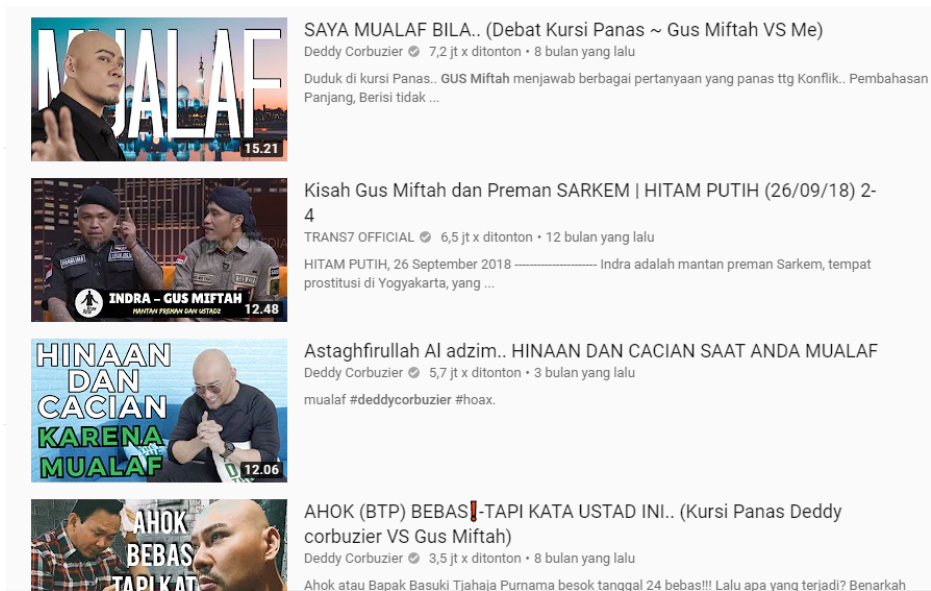 MUALAF
15.21
SAYA MUALAF BILA.. (Debat Kursi Panas ~ Gus Miftah VS Me)
Deddy Corbuzier 7,2 jt x ditonton • 8 bulan yang lalu
Duduk di kursi Panas.. GUS Miftah menjawab berbagai pertanyaan yang panas ttg Konflik.. Pembahasan
Panjang, Berisi tidak ...
INDRA – GUS MIFTAH
MANTAN PREMAN DAN USTADZ
12.48
Kisah Gus Miftah dan Preman SARKEM | HITAM PUTIH (26/09/18) 2-
4
TRANS7 OFFICIAL 6,5 jt x ditonton • 12 bulan yang lalu
HITAM PUTIH, 26 September 2018 ---------------------- Indra adalah mantan preman Sarkem, tempat
prostitusi di Yogyakarta, yang ...
HINAAN
DAN
CACIAN
KARENA
MUALAF
12.06
Astaghfirullah Al adzim.. HINAAN DAN CACIAN SAAT ANDA MUALAF
Deddy Corbuzier 5,7 jt x ditonton • 3 bulan yang lalu
mualaf #deddycorbuzier #hoax.
AHOK
BEBAS
TAPI KAT
AHOK (BTP) BEBAS❗-TAPI KATA USTAD INI.. (Kursi Panas Deddy
corbuzier VS Gus Miftah)
Deddy Corbuzier 3,5 jt x ditonton • 8 bulan yang lalu
Ahok atau Bapak Basuki Tjahaja Purnama besok tanggal 24 bebas!!! Lalu apa yang terjadi? Benarkah